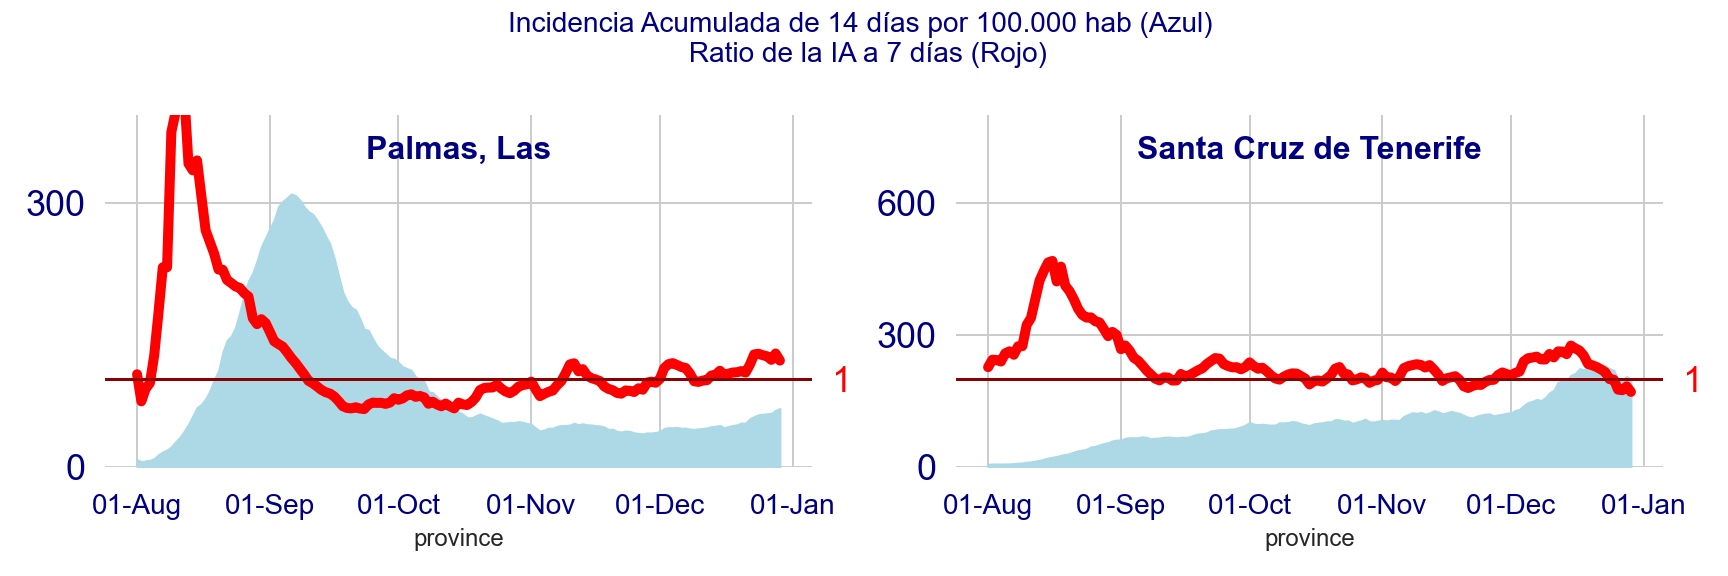 Incidencia Acumulada de 14 días por 100.000 hab (Azul)
Ratio de la IA a 7 días (Rojo)
Palmas, Las
300
0
1
01-Aug 01-Sep 01-Oct 01-Nov 01-Dec 01-Jan
province
Santa Cruz de Tenerife
600
300
0
1
01-Aug 01-Sep 01-Oct 01-Nov 01-Dec 01-Jan
province